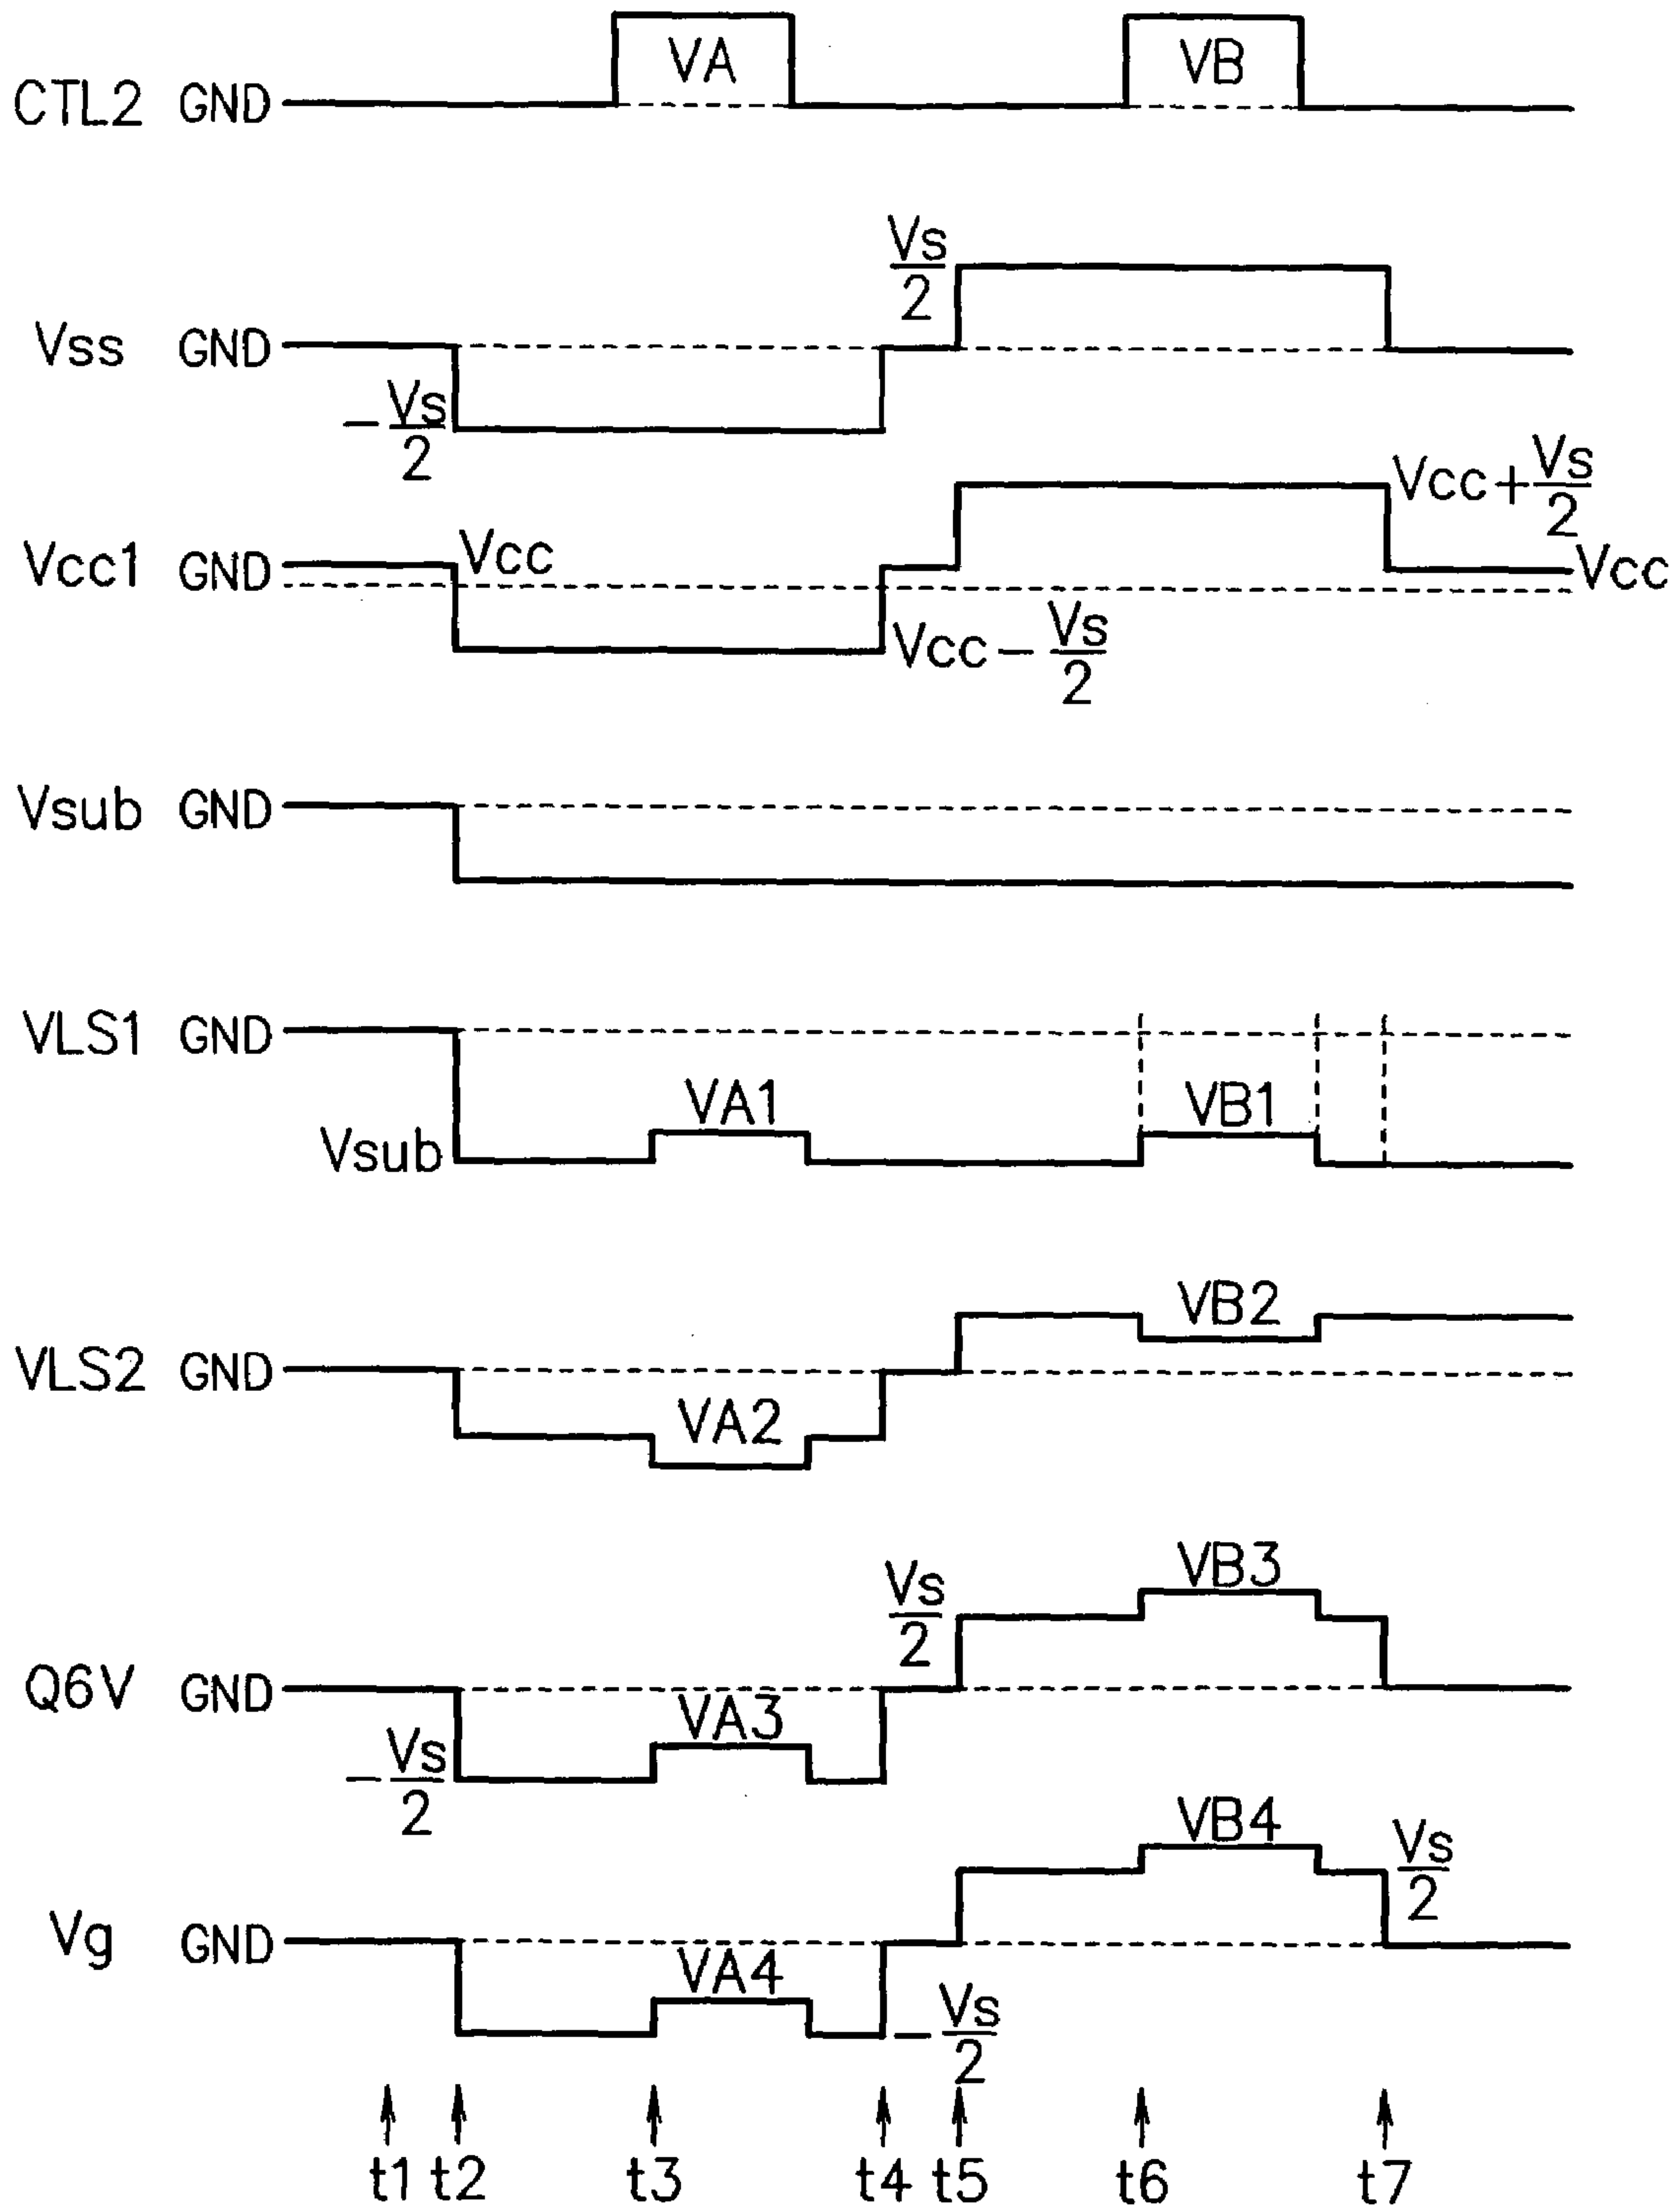 CTL2 GND VA VB
Vss GND -Vs/2 Vs/2
Vcc1 GND Vcc Vcc-Vs/2 Vcc+Vs/2 Vcc
Vsub GND
VLS1 GND Vsub VA1 VB1
VLS2 GND VA2 VB2
Q6V GND -Vs/2 VA3 Vs/2 VB3
Vg GND VA4 -Vs/2 VB4 Vs/2
t1 t2 t3 t4 t5 t6 t7